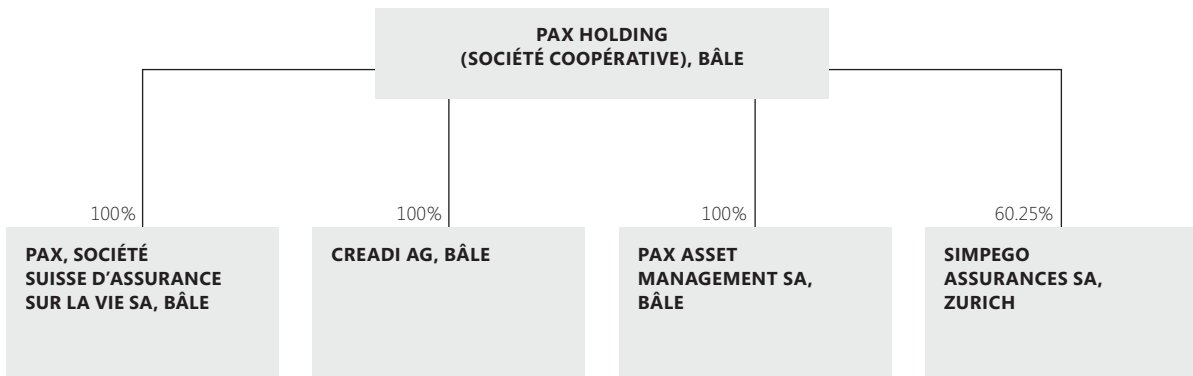 PAX HOLDING
(SOCIÉTÉ COOPÉRATIVE), BÂLE
100%
100%
100%
60.25%
PAX, SOCIÉTÉ
SUISSE D’ASSURANCE
SUR LA VIE SA, BÂLE
CREADI AG, BÂLE
PAX ASSET
MANAGEMENT SA,
BÂLE
SIMPEGO
ASSURANCES SA,
ZURICH